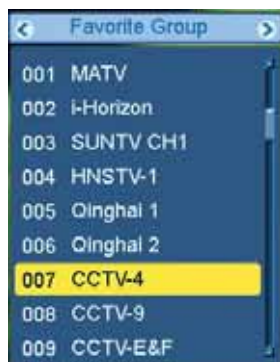 Favorite Group
001 MATV
002 i-Horizon
003 SUNTV CH1
004 HNSTV-1
005 Qinghai 1
006 Qinghai 2
007 CCTV-4
008 CCTV-9
009 CCTV-E&F